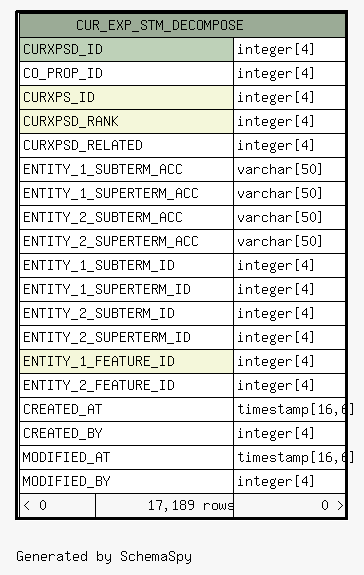 CUR_EXP_STM_DECOMPOSE
CURXPSD_ID integer[4]
CO_PROP_ID integer[4]
CURXPS_ID integer[4]
CURXPSD_RANK integer[4]
CURXPSD_RELATED integer[4]
ENTITY_1_SUBTERM_ACC varchar[50]
ENTITY_1_SUPERTERM_ACC varchar[50]
ENTITY_2_SUBTERM_ACC varchar[50]
ENTITY_2_SUPERTERM_ACC varchar[50]
ENTITY_1_SUBTERM_ID integer[4]
ENTITY_1_SUPERTERM_ID integer[4]
ENTITY_2_SUBTERM_ID integer[4]
ENTITY_2_SUPERTERM_ID integer[4]
ENTITY_1_FEATURE_ID integer[4]
ENTITY_2_FEATURE_ID integer[4]
CREATED_AT timestamp[16,6]
CREATED_BY integer[4]
MODIFIED_AT timestamp[16,6]
MODIFIED_BY integer[4]
< 0 17,189 rows 0 >
Generated by SchemaSpy